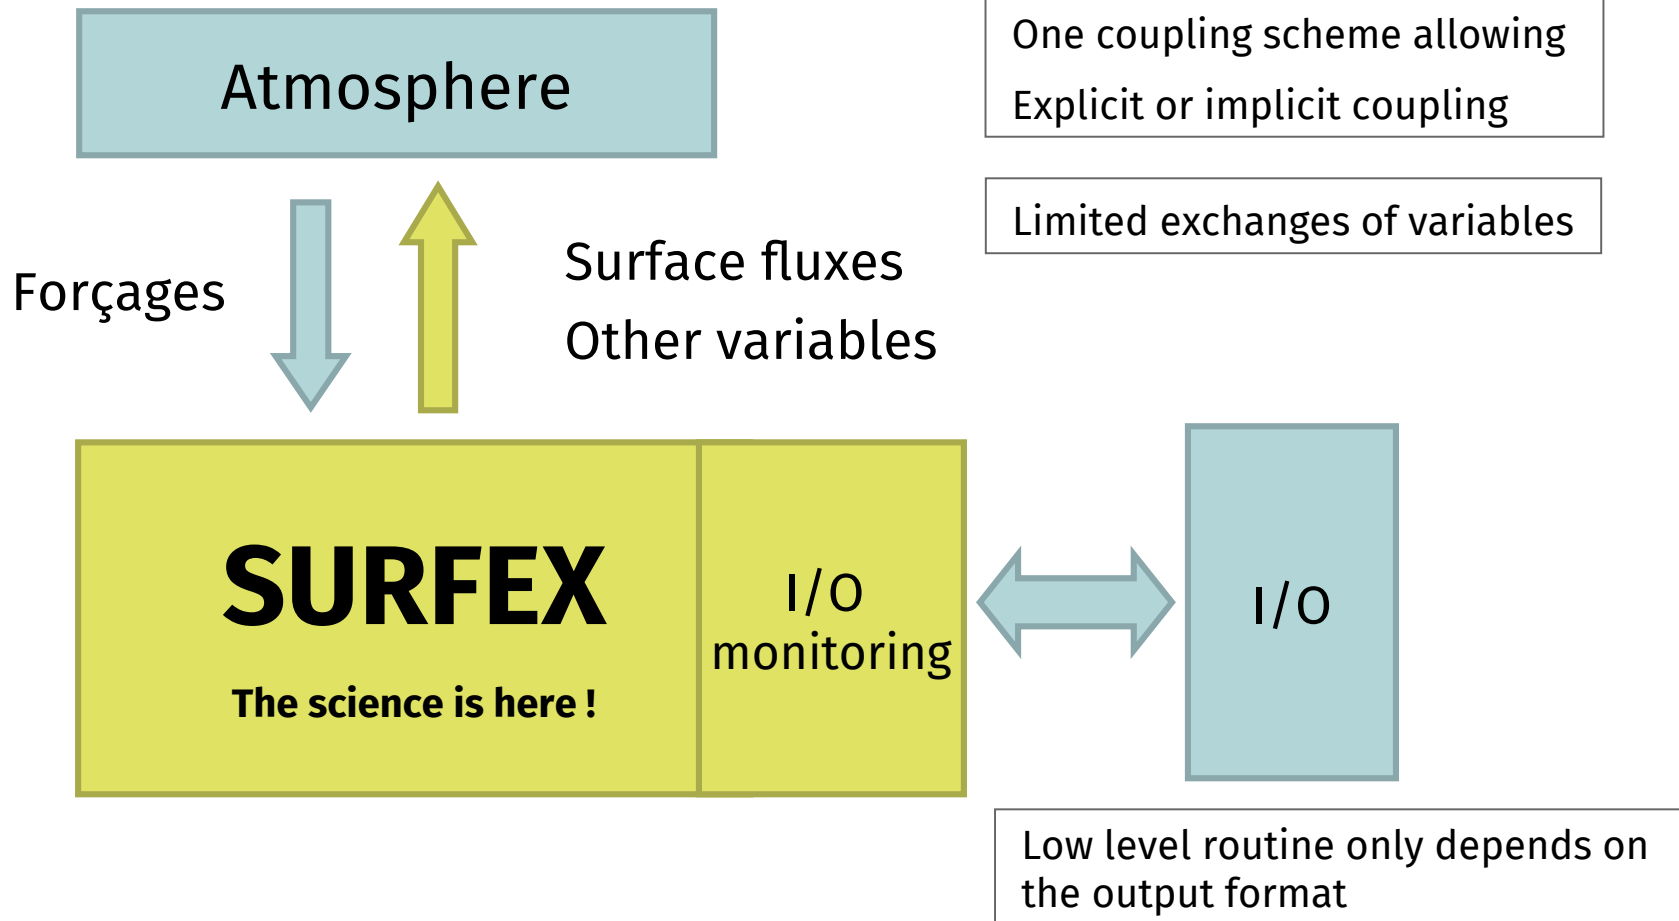 Atmosphere
One coupling scheme allowing
Explicit or implicit coupling
Limited exchanges of variables
Forçages
Surface fluxes
Other variables
SURFEX
The science is here !
I/O
monitoring
I/O
Low level routine only depends on
the output format